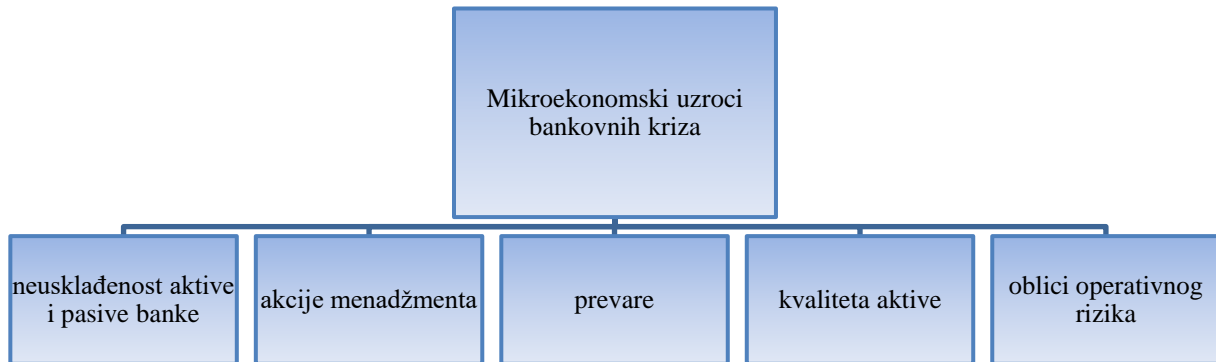 Mikroekonomski uzroci
bankovnih kriza
neusklađenost aktive
i pasive banke
akcije menadžmenta
prevare
kvaliteta aktive
oblici operativnog
rizika